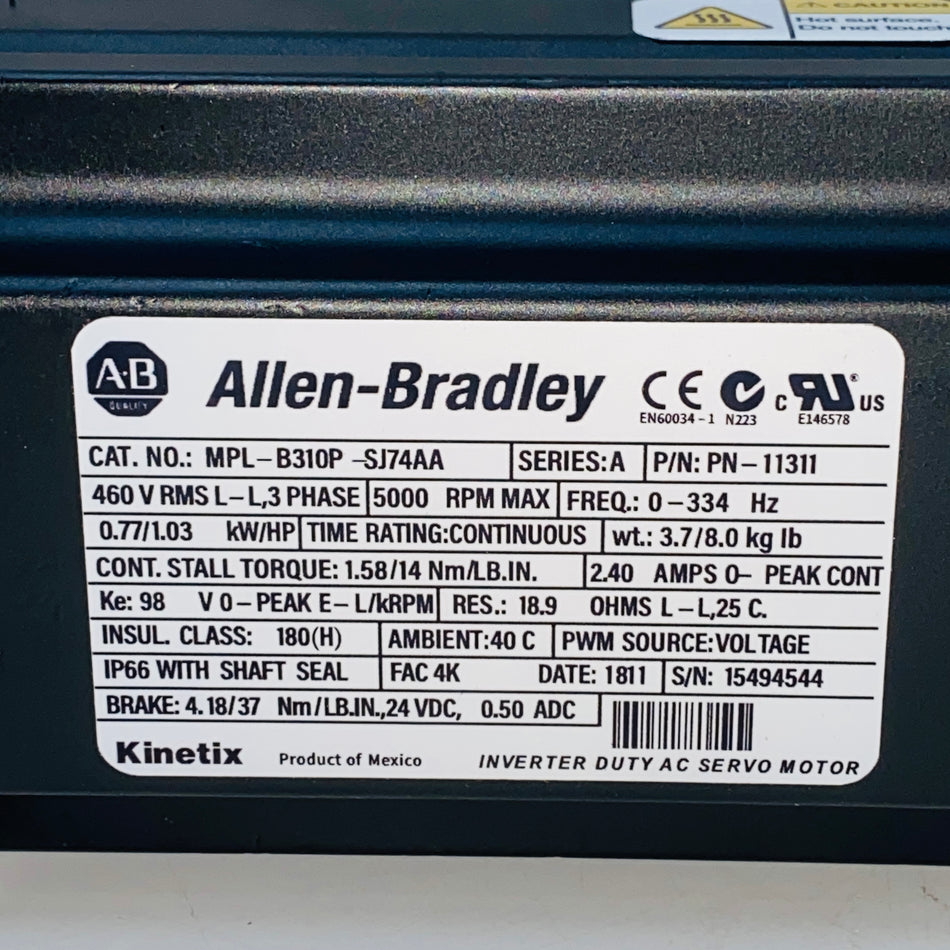 CAUTION
Hot surface.
Do not touch
A·B
QUALITY
Allen-Bradley
CE
EN60034-1
N223
c RU® US
E146578
CAT. NO.: MPL-B310P-SJ74AA
SERIES:A
P/N: PN-11311
460 V RMS L-L,3 PHASE
5000 RPM MAX
FREQ.: 0-334 Hz
0.77/1.03 kW/HP
TIME RATING:CONTINUOUS
wt.: 3.7/8.0 kg lb
CONT. STALL TORQUE: 1.58/14 Nm/LB.IN.
2.40 AMPS 0- PEAK CONT
Ke: 98 V 0-PEAK E-L/kRPM
RES.: 18.9 OHMS L-L,25 C.
INSUL. CLASS: 180(H)
AMBIENT:40 C
PWM SOURCE:VOLTAGE
IP66 WITH SHAFT SEAL
FAC 4K DATE: 1811
S/N: 15494544
BRAKE: 4.18/37 Nm/LB.IN.,24 VDC, 0.50 ADC
Kinetix
Product of Mexico
INVERTER DUTY AC SERVO MOTOR